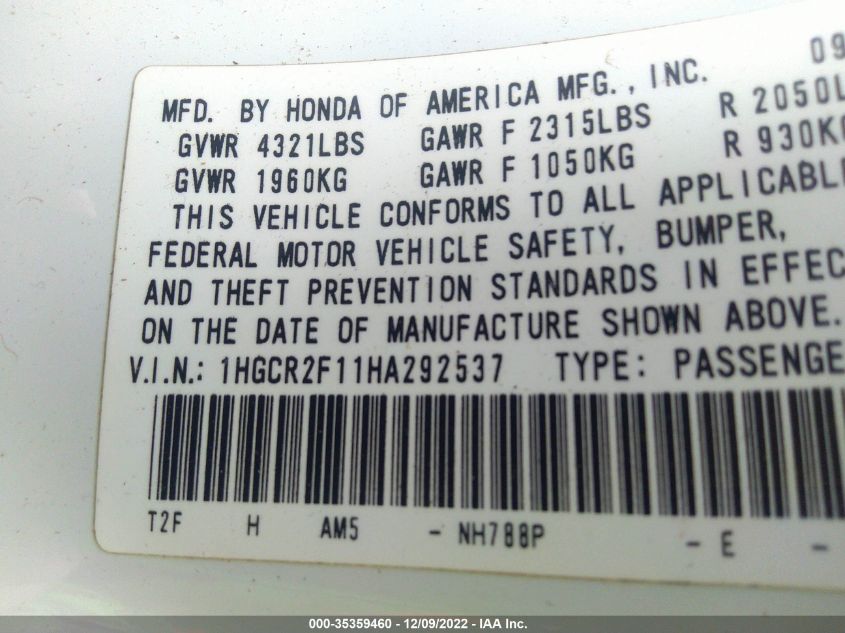 09
MFD. BY HONDA OF AMERICA MFG., INC.
GVWR 4321LBS GAWR F 2315LBS R 2050L
GVWR 1960KG GAWR F 1050KG R 930KG
THIS VEHICLE CONFORMS TO ALL APPLICABLE
FEDERAL MOTOR VEHICLE SAFETY, BUMPER,
AND THEFT PREVENTION STANDARDS IN EFFEC
ON THE DATE OF MANUFACTURE SHOWN ABOVE.
V.I.N.: 1HGCR2F11HA292537 TYPE: PASSENGE
T2F H AM5 - NH788P - E -
000-35359460 - 12/09/2022 - IAA Inc.